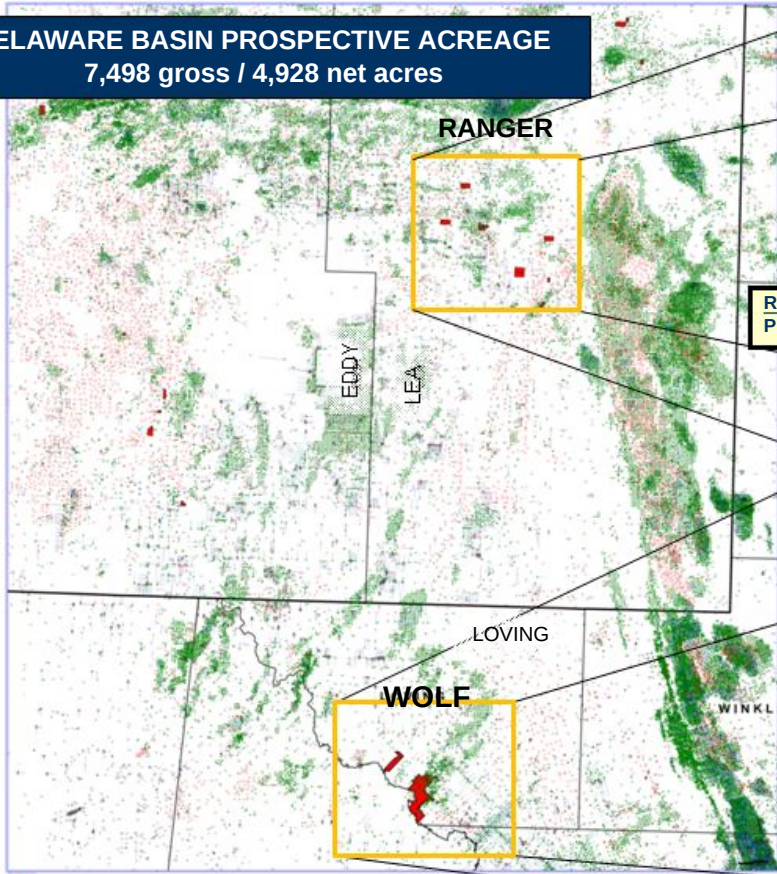 ELAWARE BASIN PROSPECTIVE ACREAGE
7,498 gross / 4,928 net acres
RANGER
R
P
EDDY
LEA
LOVING
WOLF
WINKL